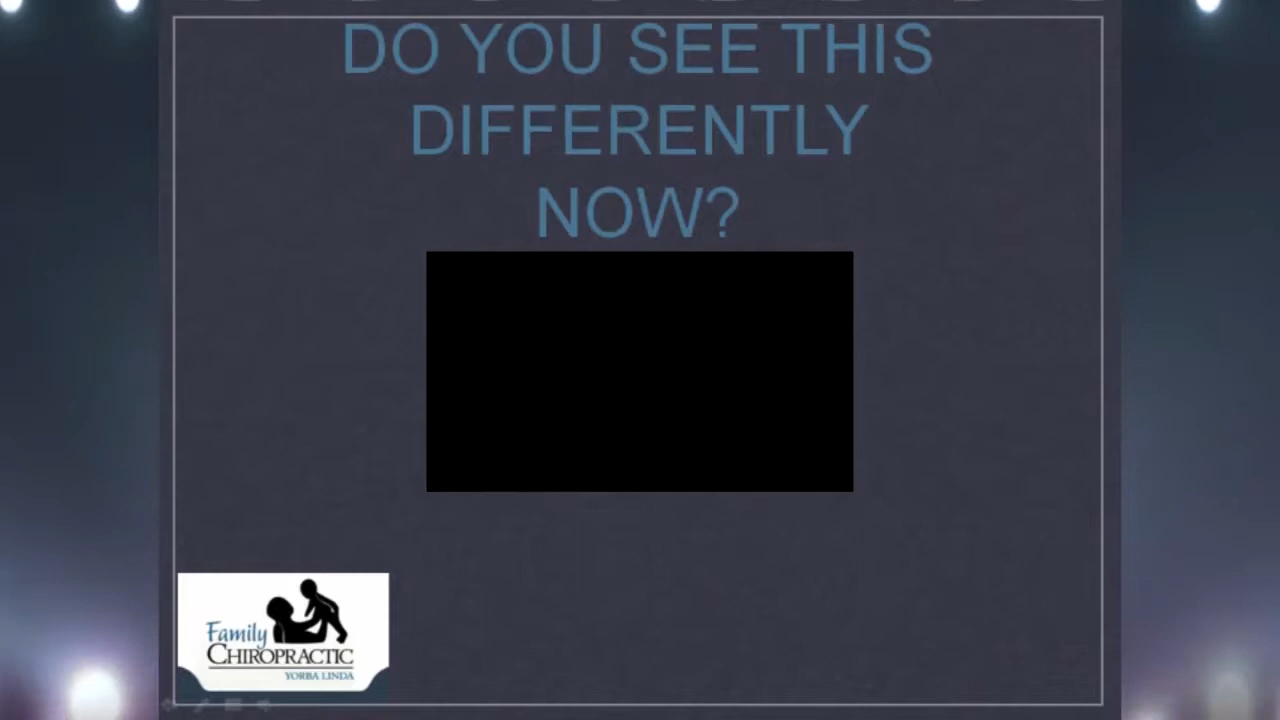 DO YOU SEE THIS
DIFFERENTLY
NOW?
Family
CHIROPRACTIC
YORBA LINDA